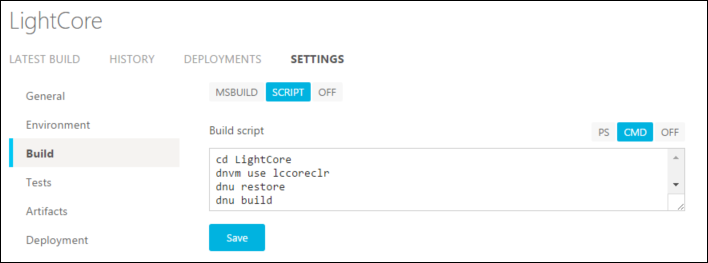 LightCore
LATEST BUILD HISTORY DEPLOYMENTS SETTINGS
General
Environment
Build
Tests
Artifacts
Deployment
MSBUILD SCRIPT OFF
Build script PS CMD OFF
cd LightCore
dnvm use lccoreclr
dnu restore
dnu build
Save